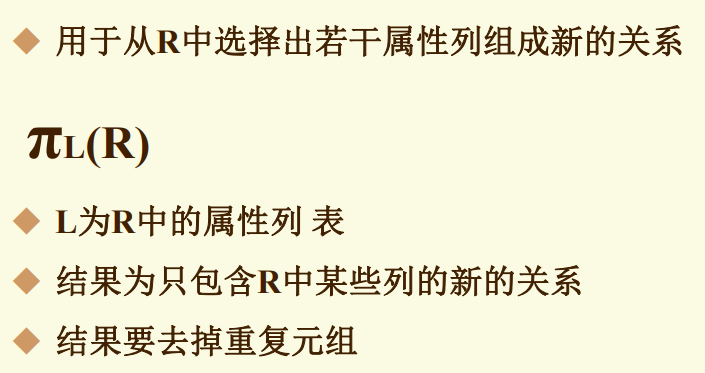 用于从R中选择出若干属性列组成新的关系
πL(R)
L为R中的属性列 表
结果为只包含R中某些列的新的关系
结果要去掉重复元组